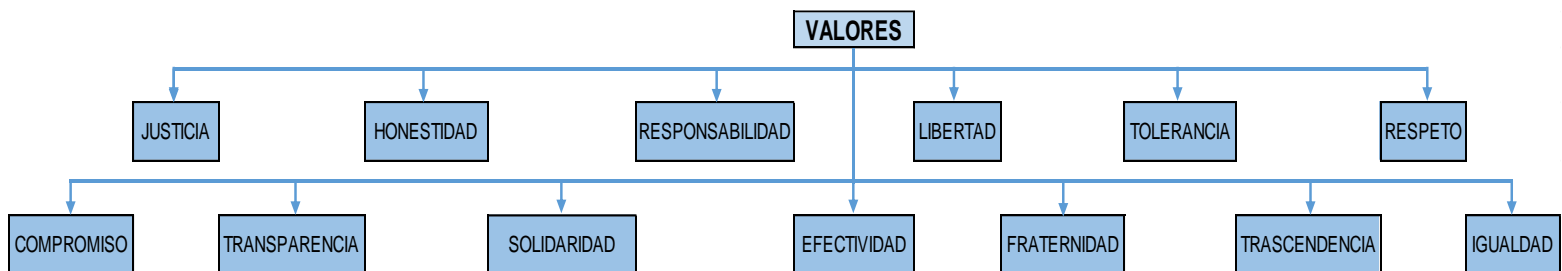 VALORES
JUSTICIA HONESTIDAD RESPONSABILIDAD LIBERTAD TOLERANCIA RESPETO
COMPROMISO TRANSPARENCIA SOLIDARIDAD EFECTIVIDAD FRATERNIDAD TRASCENDENCIA IGUALDAD